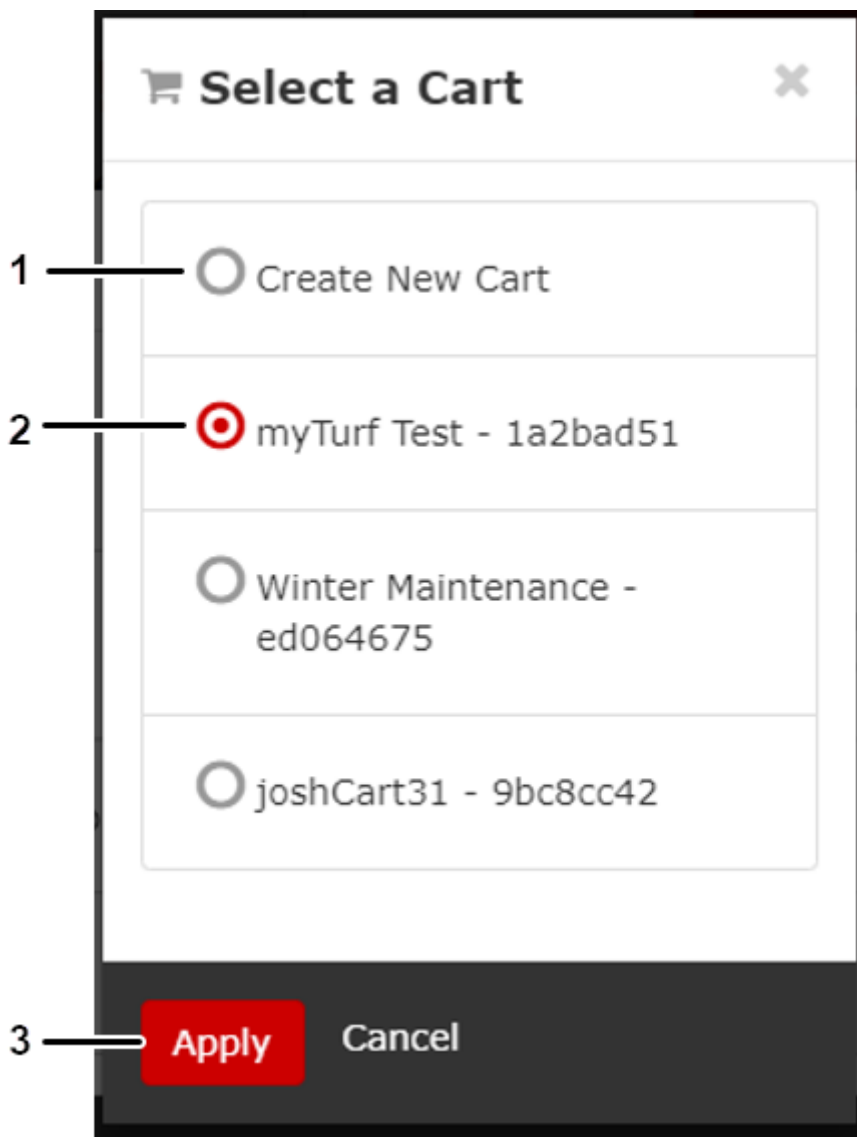 Select a Cart
1
Create New Cart
2
myTurf Test - 1a2bad51
Winter Maintenance -
ed064675
joshCart31 - 9bc8cc42
3
Apply
Cancel